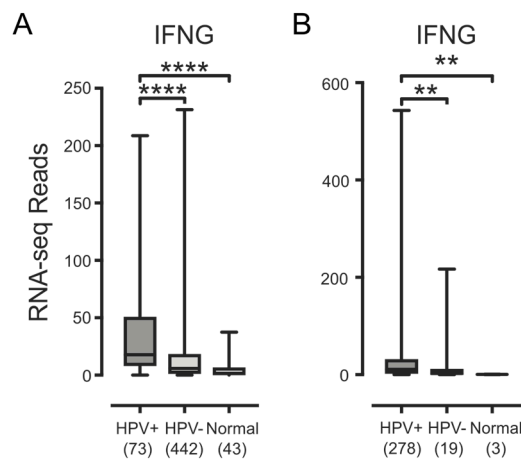 A
IFNG
****
****
RNA-seq Reads
250
200
150
100
50
0
HPV+ HPV- Normal
(73) (442) (43)
B
IFNG
**
**
600
400
200
0
HPV+ HPV- Normal
(278) (19) (3)